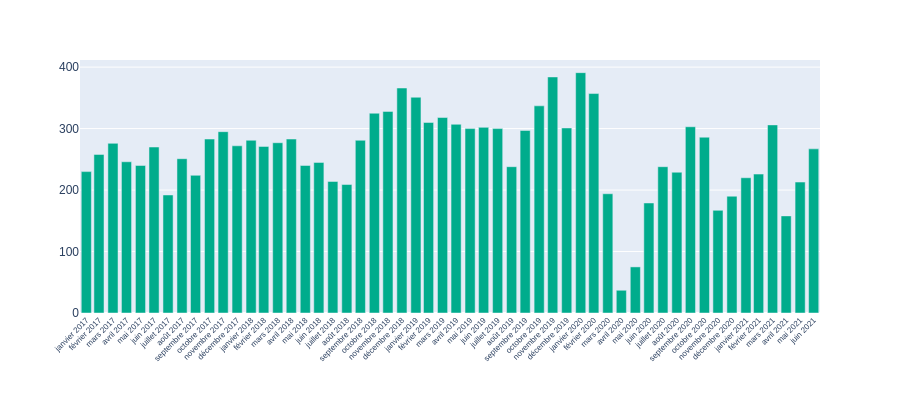 400
300
200
100
0
janvier 2017
février 2017
mars 2017
avril 2017
mai 2017
juin 2017
juillet 2017
août 2017
septembre 2017
octobre 2017
novembre 2017
décembre 2017
janvier 2018
février 2018
mars 2018
avril 2018
mai 2018
juin 2018
juillet 2018
août 2018
septembre 2018
octobre 2018
novembre 2018
décembre 2018
janvier 2019
février 2019
mars 2019
avril 2019
mai 2019
juin 2019
juillet 2019
août 2019
septembre 2019
octobre 2019
novembre 2019
décembre 2019
janvier 2020
février 2020
mars 2020
avril 2020
mai 2020
juin 2020
juillet 2020
août 2020
septembre 2020
octobre 2020
novembre 2020
décembre 2020
janvier 2021
février 2021
mars 2021
avril 2021
mai 2021
juin 2021